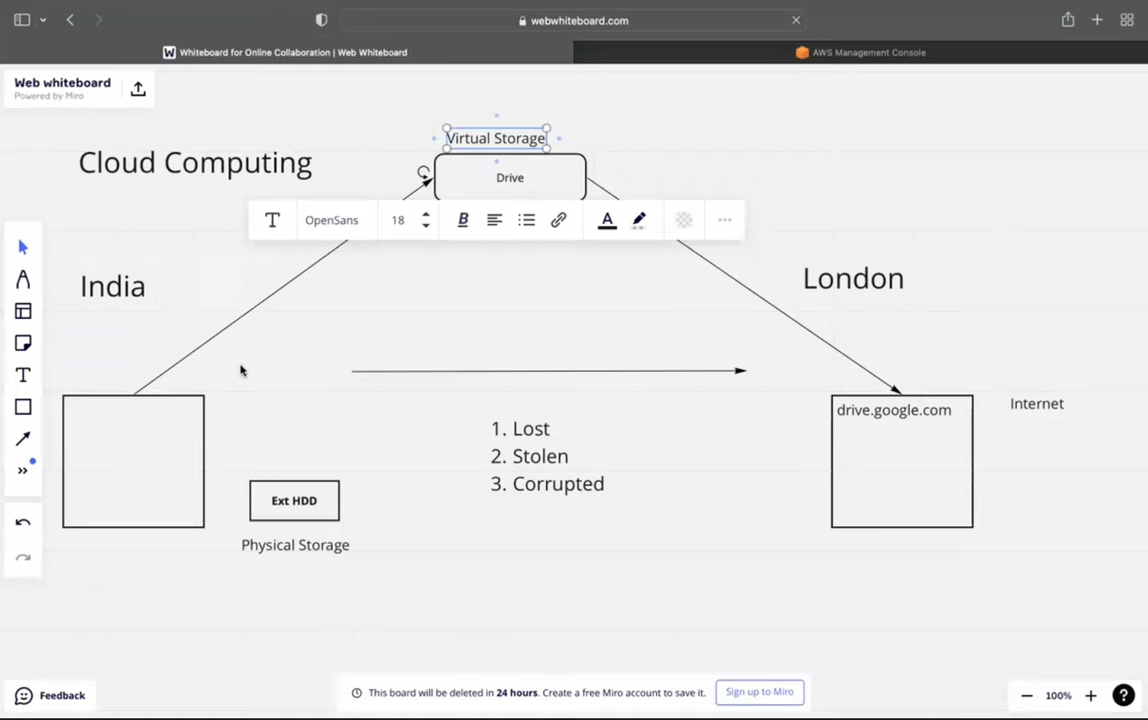 webwhiteboard.com
Whiteboard for Online Collaboration | Web Whiteboard
AWS Management Console
Web whiteboard
Powered by Miro
Virtual Storage
Cloud Computing
Drive
OpenSans
18
B
A
India
London
drive.google.com
Internet
1. Lost
2. Stolen
3. Corrupted
Ext HDD
Physical Storage
Feedback
This board will be deleted in 24 hours. Create a free Miro account to save it.
Sign up to Miro
100%